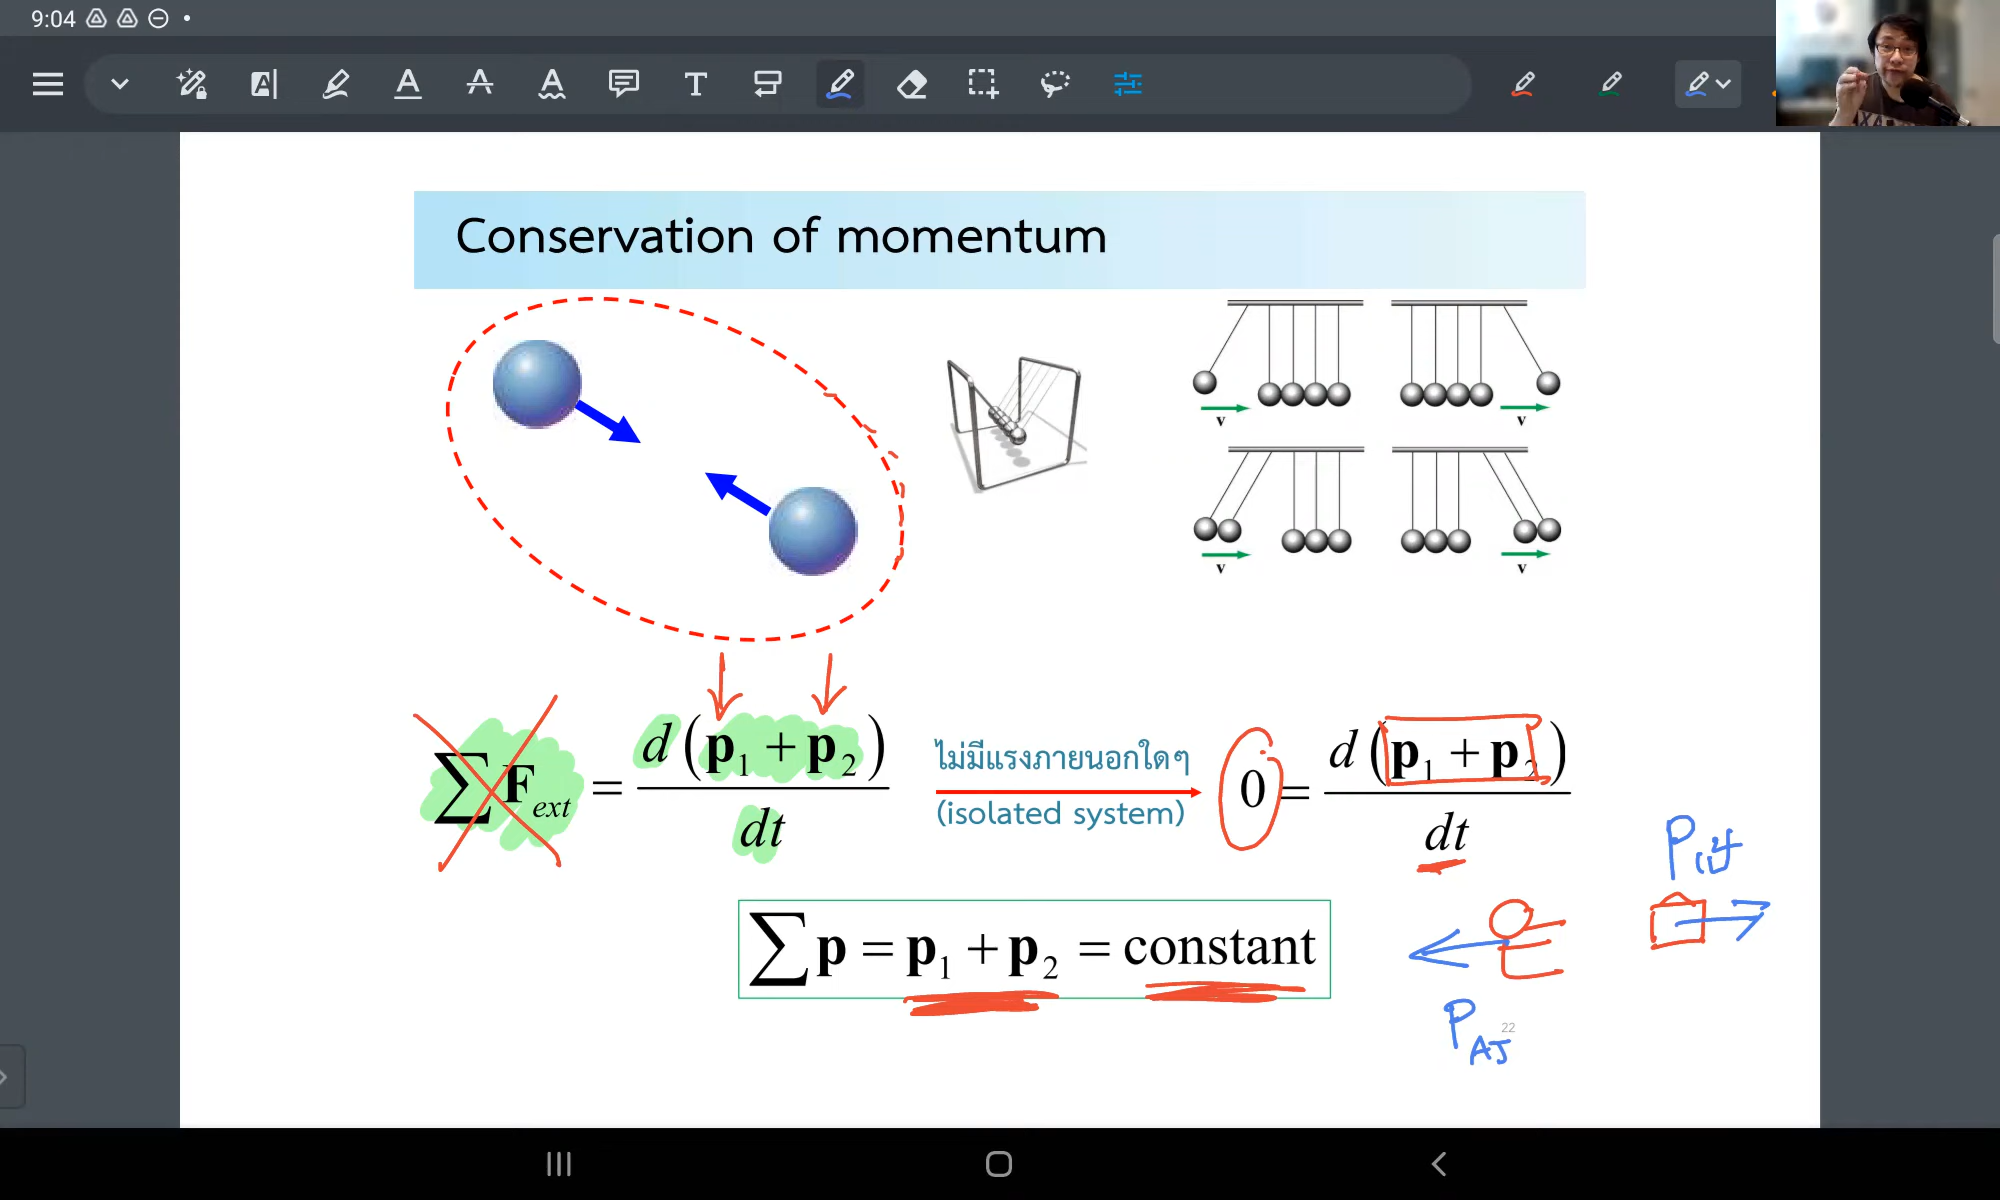 9:04
Conservation of momentum
v
v
v
v
∑F_ext = d(p₁ + p₂)/dt
ไม่มีแรงภายนอกใดๆ
(isolated system)
0 = d(p₁ + p₂)/dt
∑p = p₁ + p₂ = constant
P
P_AJ
22